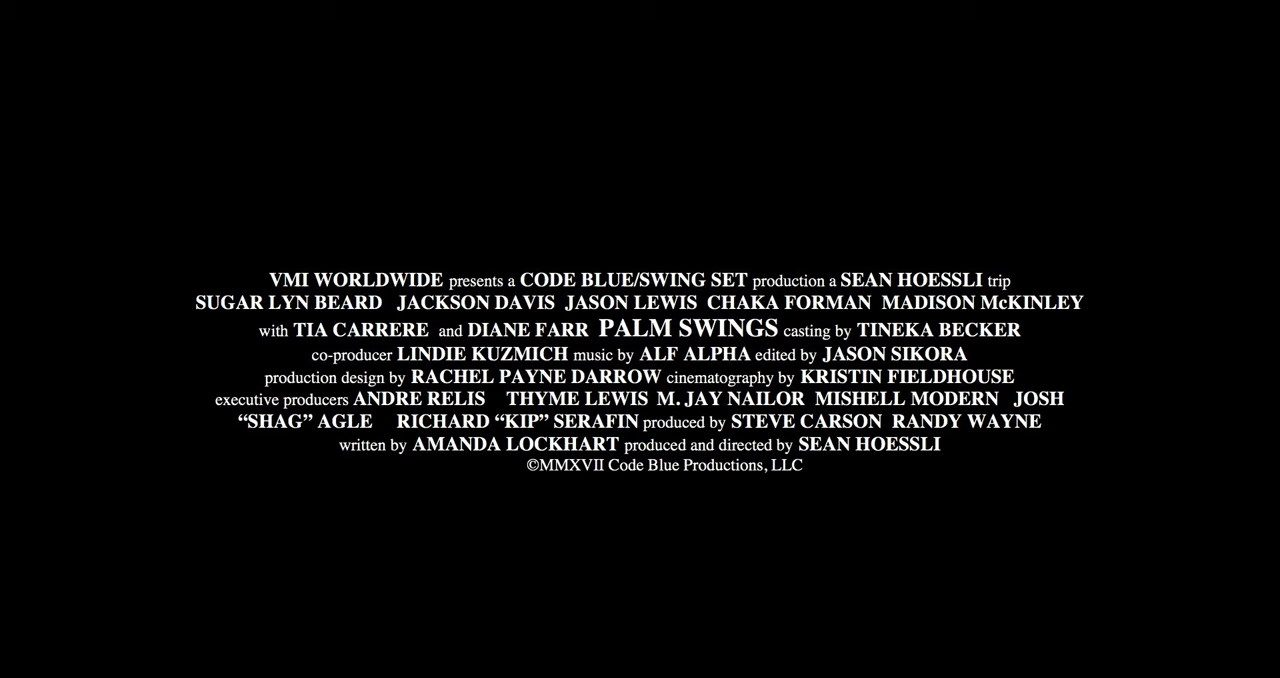 VMI WORLDWIDE presents a CODE BLUE/SWING SET production a SEAN HOESSLI trip
SUGAR LYN BEARD JACKSON DAVIS JASON LEWIS CHAKA FORMAN MADISON McKINLEY
with TIA CARRERE and DIANE FARR PALM SWINGS casting by TINEKA BECKER
co-producer LINDIE KUZMICH music by ALF ALPHA edited by JASON SIKORA
production design by RACHEL PAYNE DARROW cinematography by KRISTIN FIELDHOUSE
executive producers ANDRE RELIS THYME LEWIS M. JAY NAILOR MISHELL MODERN JOSH
“SHAG” AGLE RICHARD “KIP” SERAFIN produced by STEVE CARSON RANDY WAYNE
written by AMANDA LOCKHART produced and directed by SEAN HOESSLI
©MMXVII Code Blue Productions, LLC